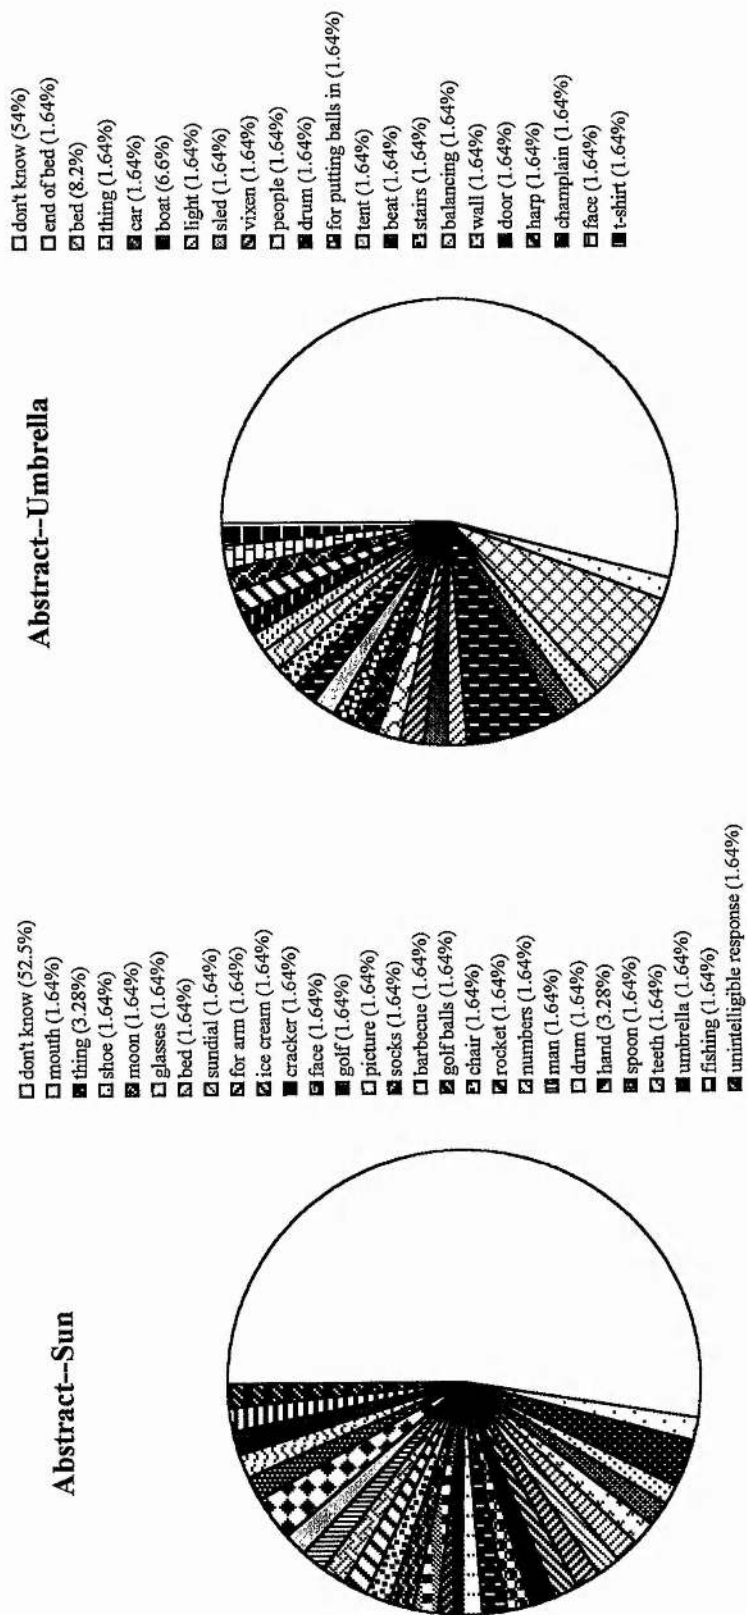 Abstract--Sun
don't know (52.5%)
mouth (1.64%)
thing (3.28%)
shoe (1.64%)
moon (1.64%)
glasses (1.64%)
bed (1.64%)
sundial (1.64%)
for arm (1.64%)
ice cream (1.64%)
cracker (1.64%)
face (1.64%)
golf (1.64%)
picture (1.64%)
socks (1.64%)
barbecue (1.64%)
golf balls (1.64%)
chair (1.64%)
rocket (1.64%)
numbers (1.64%)
man (1.64%)
drum (1.64%)
hand (3.28%)
spoon (1.64%)
teeth (1.64%)
umbrella (1.64%)
fishing (1.64%)
unintelligible response (1.64%)
Abstract--Umbrella
don't know (54%)
end of bed (1.64%)
bed (8.2%)
thing (1.64%)
car (1.64%)
boat (6.6%)
light (1.64%)
sled (1.64%)
vixen (1.64%)
people (1.64%)
drum (1.64%)
for putting balls in (1.64%)
tent (1.64%)
beat (1.64%)
stairs (1.64%)
balancing (1.64%)
wall (1.64%)
door (1.64%)
harp (1.64%)
champlain (1.64%)
face (1.64%)
t-shirt (1.64%)